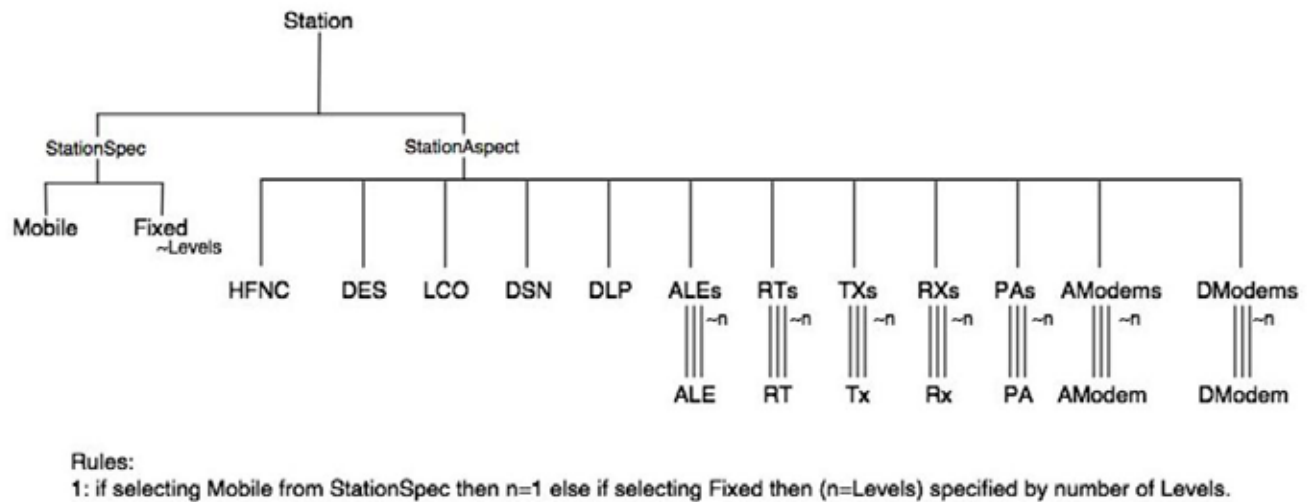 Station
StationSpec StationAspect
Mobile Fixed
~Levels
HFNC DES LCO DSN DLP ALEs RTs TXs RXs PAs AModems DModems
~n ~n ~n ~n ~n ~n ~n
ALE RT Tx Rx PA AModem DModem
Rules:
1: if selecting Mobile from StationSpec then n=1 else if selecting Fixed then (n=Levels) specified by number of Levels.